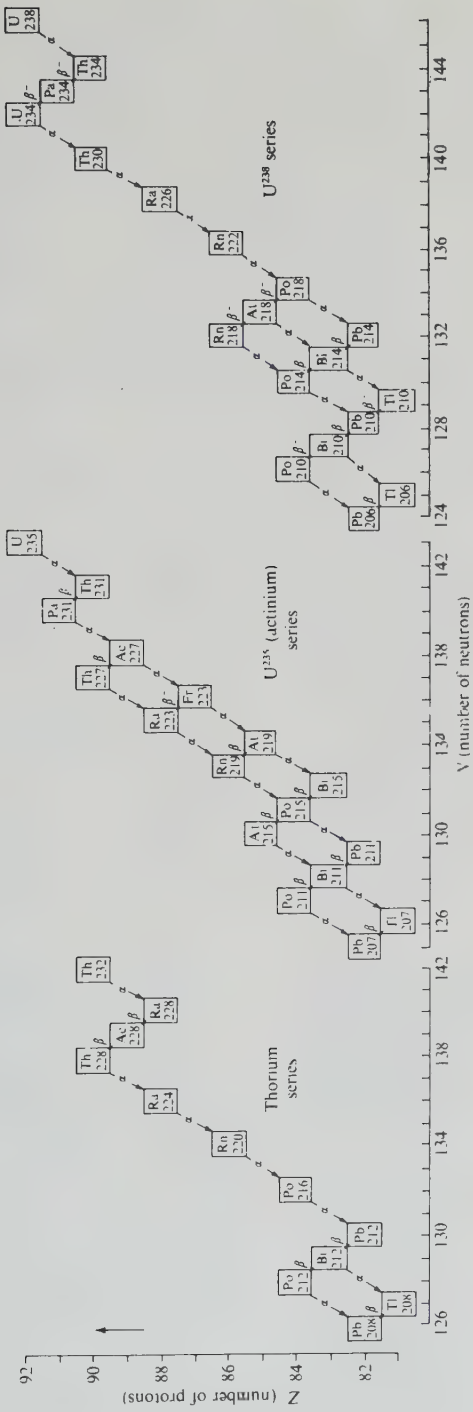 Z (number of protons)
92
90
88
86
84
82
Thorium
series
Th
232
α
Ra
228
β
Ac
228
β
Th
228
α
Ra
224
α
Rn
220
α
Po
216
α
Pb
212
β
Bi
212
β
Po
212
α
α
Tl
208
β
Pb
208
126
130
134
138
142
U²³⁵ (actinium)
series
U
235
α
Th
231
β
Pa
231
α
Ac
227
β
Th
227
α
α
Fr
223
β-
Ra
223
α
α
At
219
β
Rn
219
α
α
Bi
215
β
Po
215
β
At
215
α
α
Pb
211
β
Bi
211
β
Po
211
α
α
Tl
207
β
Pb
207
126
130
134
138
142
N (number of neutrons)
U²³⁸ series
U
238
α
Th
234
β-
Pa
234
β-
U
234
α
Th
230
α
Ra
226
α
Rn
222
α
Po
218
β-
At
218
β-
Rn
218
α
α
α
Pb
214
β
Bi
214
β
Po
214
α
α
Tl
210
β-
Pb
210
β
Bi
210
β-
Po
210
α
α
Tl
206
β
Pb
206
124
128
132
136
140
144